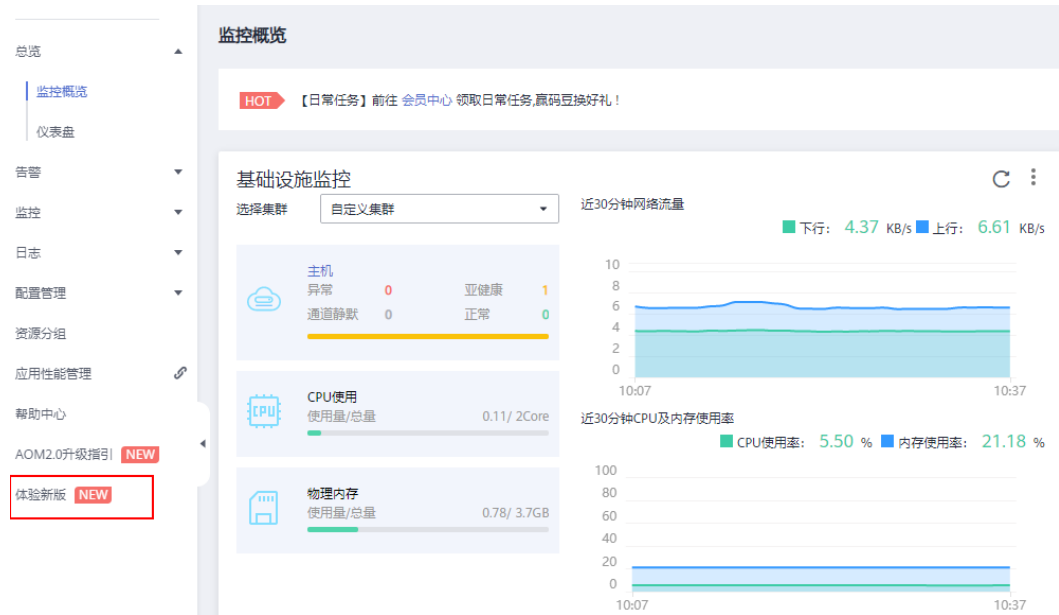 总览
监控概览
仪表盘
告警
监控
日志
配置管理
资源分组
应用性能管理
帮助中心
AOM2.0升级指引 NEW
体验新版 NEW
监控概览
HOT 【日常任务】前往 会员中心 领取日常任务,赢码豆换好礼！
基础设施监控
选择集群 自定义集群
主机
异常 0 亚健康 1
通道静默 0 正常 0
CPU
CPU使用
使用量/总量 0.11/ 2Core
物理内存
使用量/总量 0.78/ 3.7GB
近30分钟网络流量
下行： 4.37 KB/s 上行： 6.61 KB/s
10
8
6
4
2
0
10:07 10:37
近30分钟CPU及内存使用率
CPU使用率： 5.50 % 内存使用率： 21.18 %
100
80
60
40
20
0
10:07 10:37